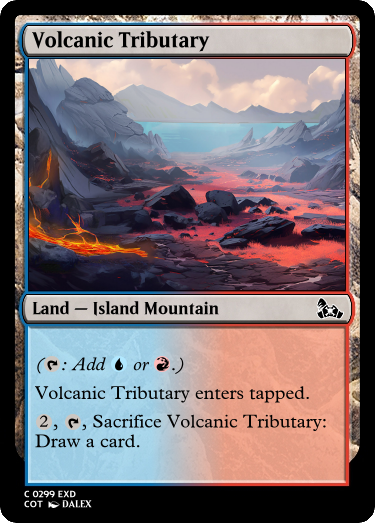 Volcanic Tributary
Land — Island Mountain
(: Add or .)
Volcanic Tributary enters tapped.
2, , Sacrifice Volcanic Tributary:
Draw a card.
C 0299 EXD
COT DALEX